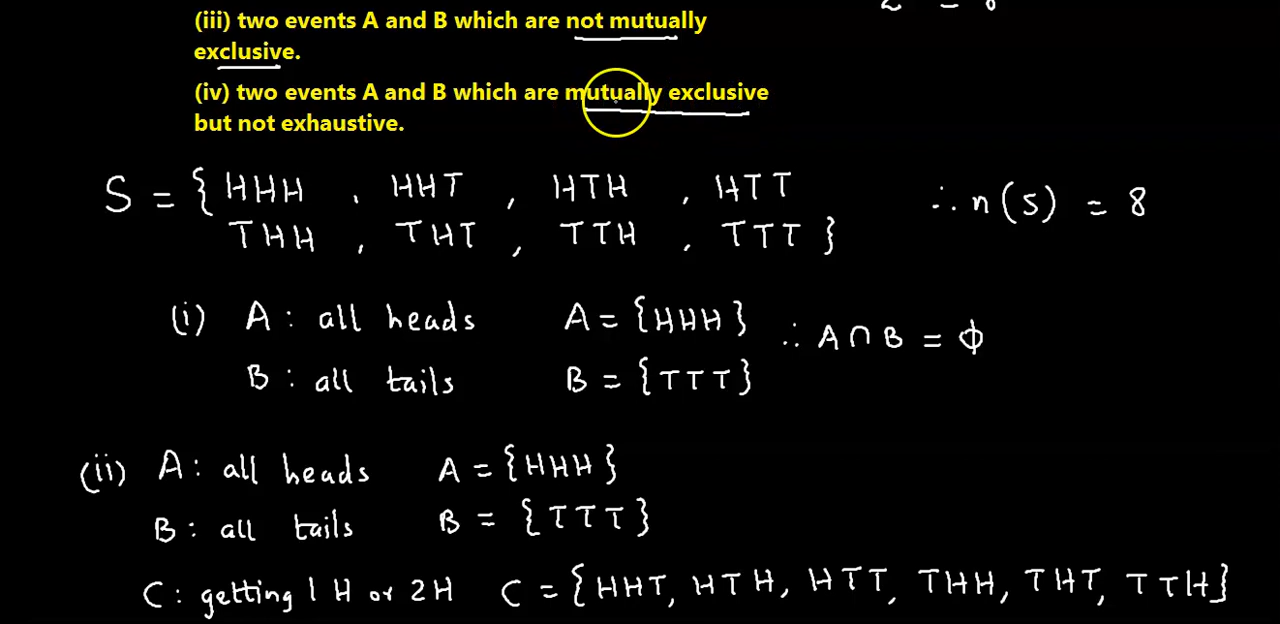 (iii) two events A and B which are not mutually
exclusive.
(iv) two events A and B which are mutually exclusive
but not exhaustive.
S = { HHH , HHT , HTH , HTT ∴ n(S) = 8
THH , THT , TTH , TTT }
(i) A : all heads A = {HHH} ∴ A ∩ B = ϕ
B : all tails B = {TTT}
(ii) A : all heads A = {HHH}
B : all tails B = {TTT}
C : getting 1 H or 2H C = {HHT, HTH, HTT, THH, THT, TTH}